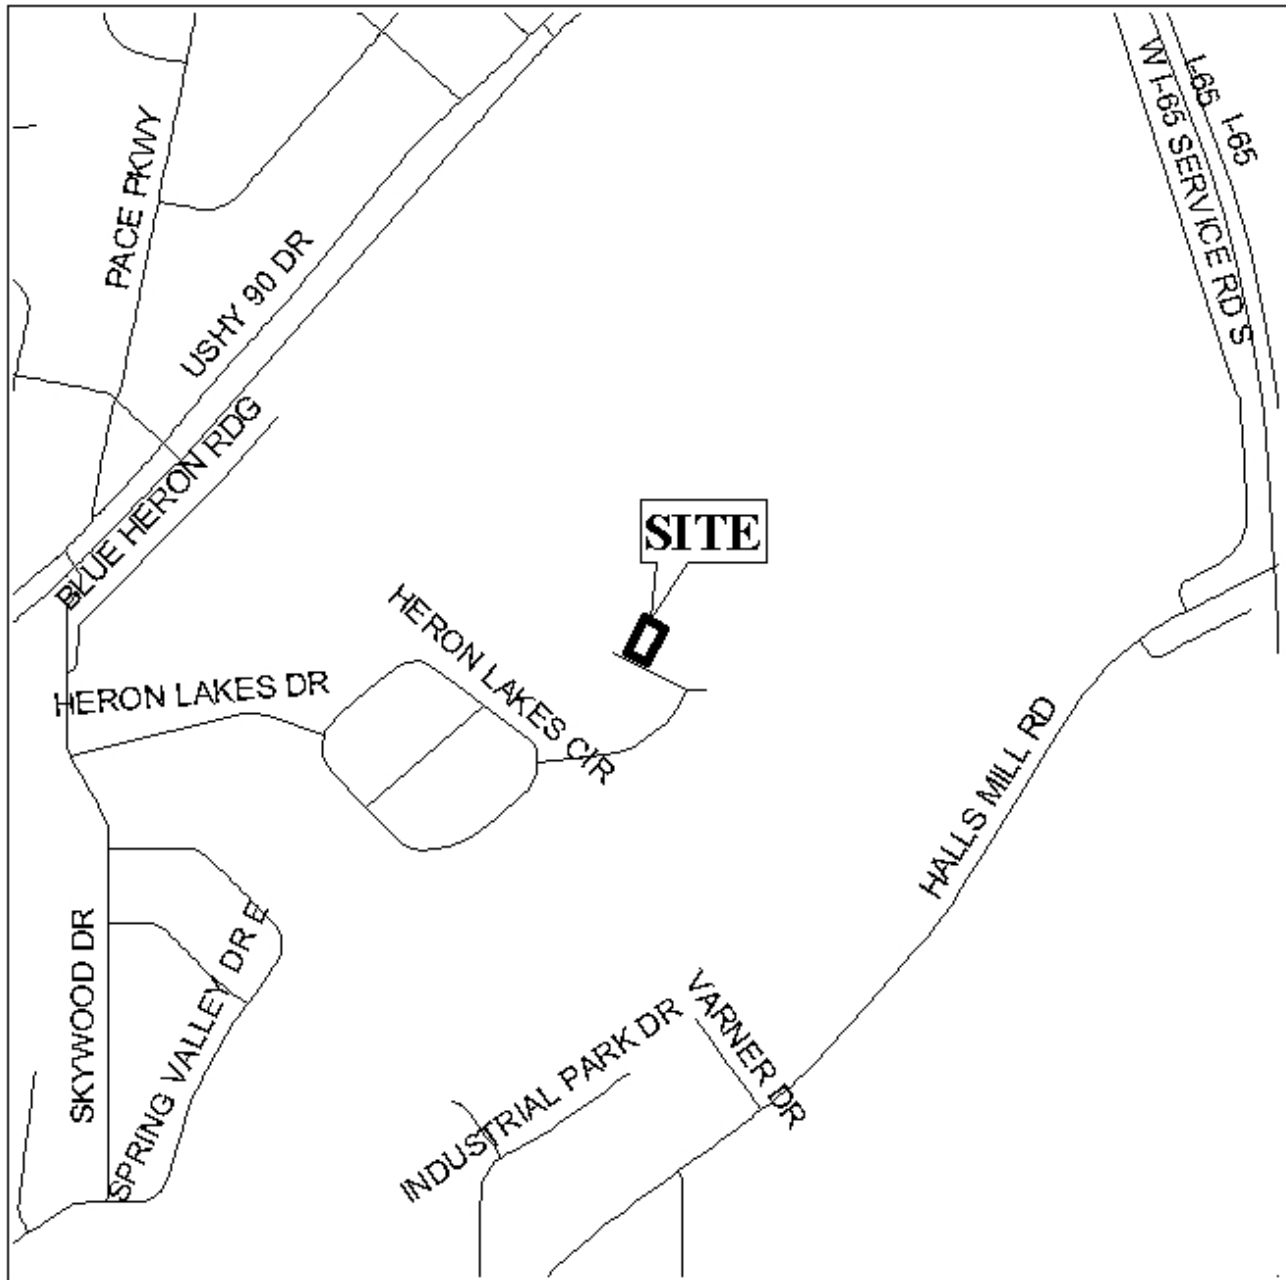 I-65
I-65
W I-65 SERVICE RD S
PACE PKWY
USHY 90 DR
BLUE HERON RDG
SITE
HERON LAKES CIR
HERON LAKES DR
HALLS MILL RD
SKYWOOD DR
SPRING VALLEY DR E
INDUSTRIAL PARK DR
VARNER DR